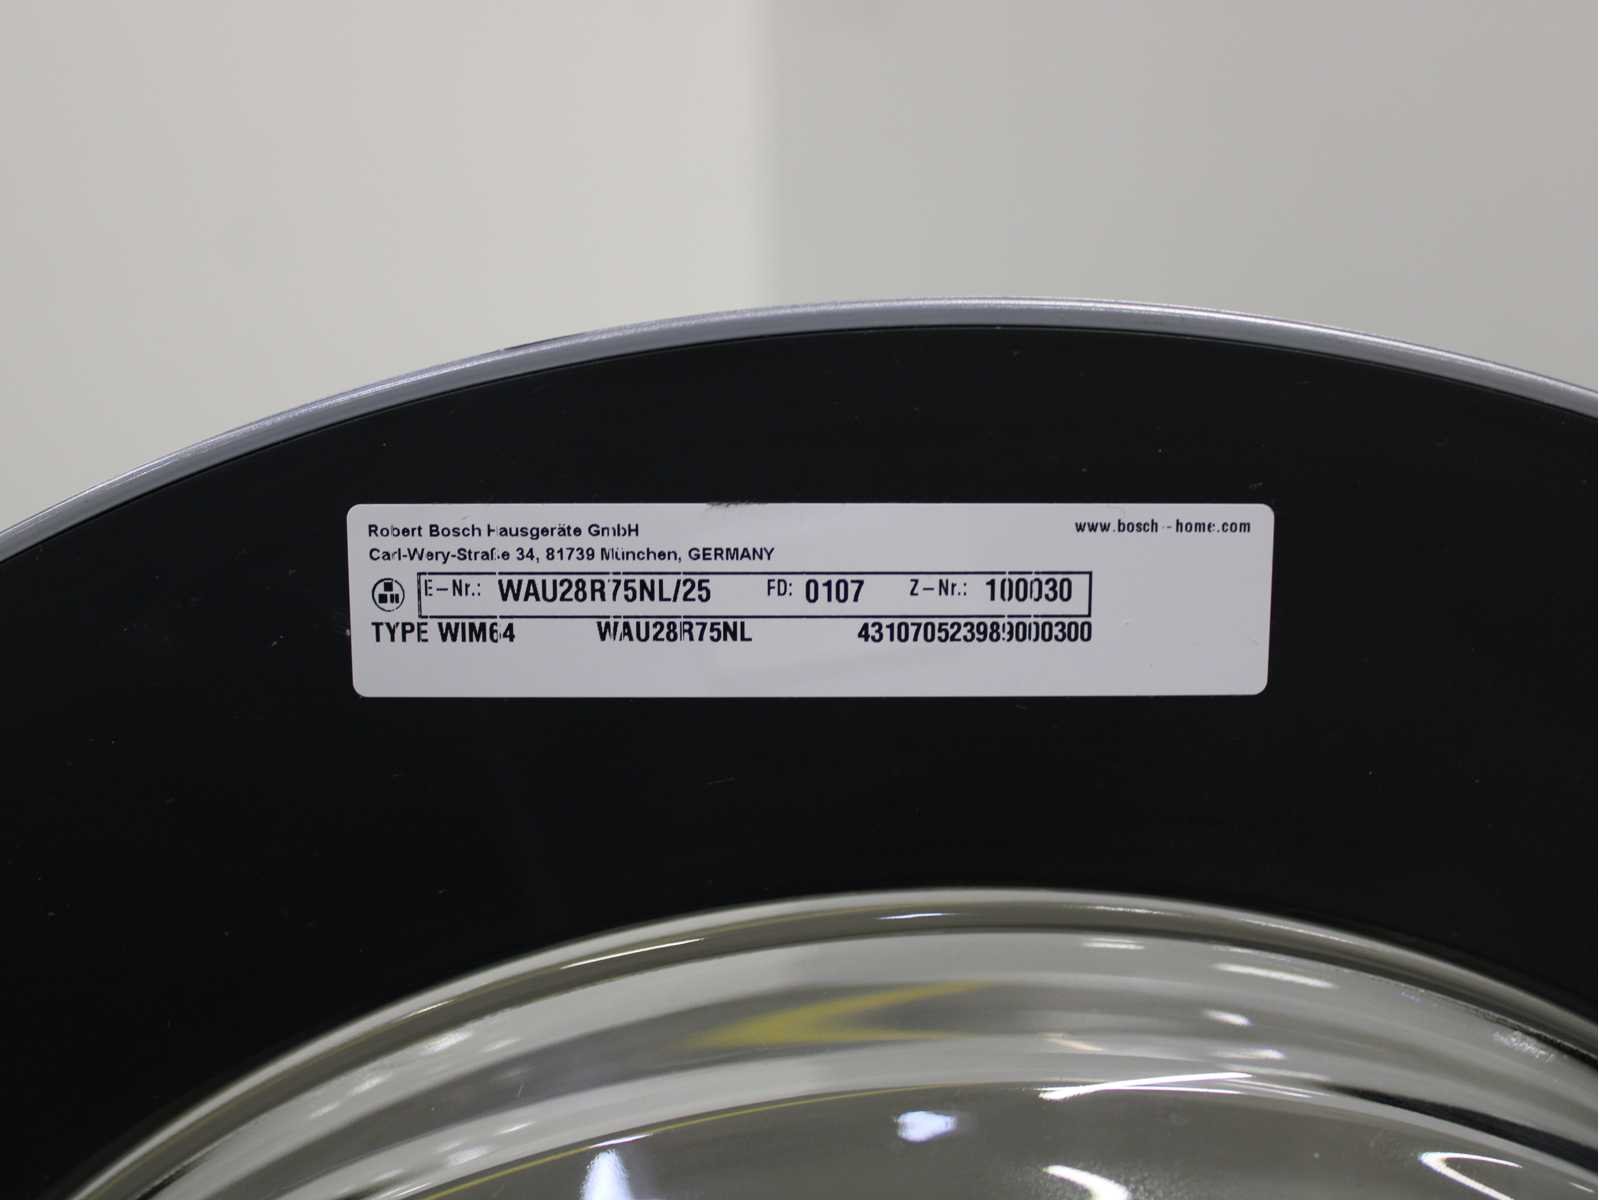 Robert Bosch Hausgeräte GmbH
www.bosch-home.com
Carl-Wery-Straße 34, 81739 München, GERMANY
E-Nr.: WAU28R75NL/25 FD: 0107 Z-Nr.: 100030
TYPE WIM64 WAU28R75NL 431070523989000300